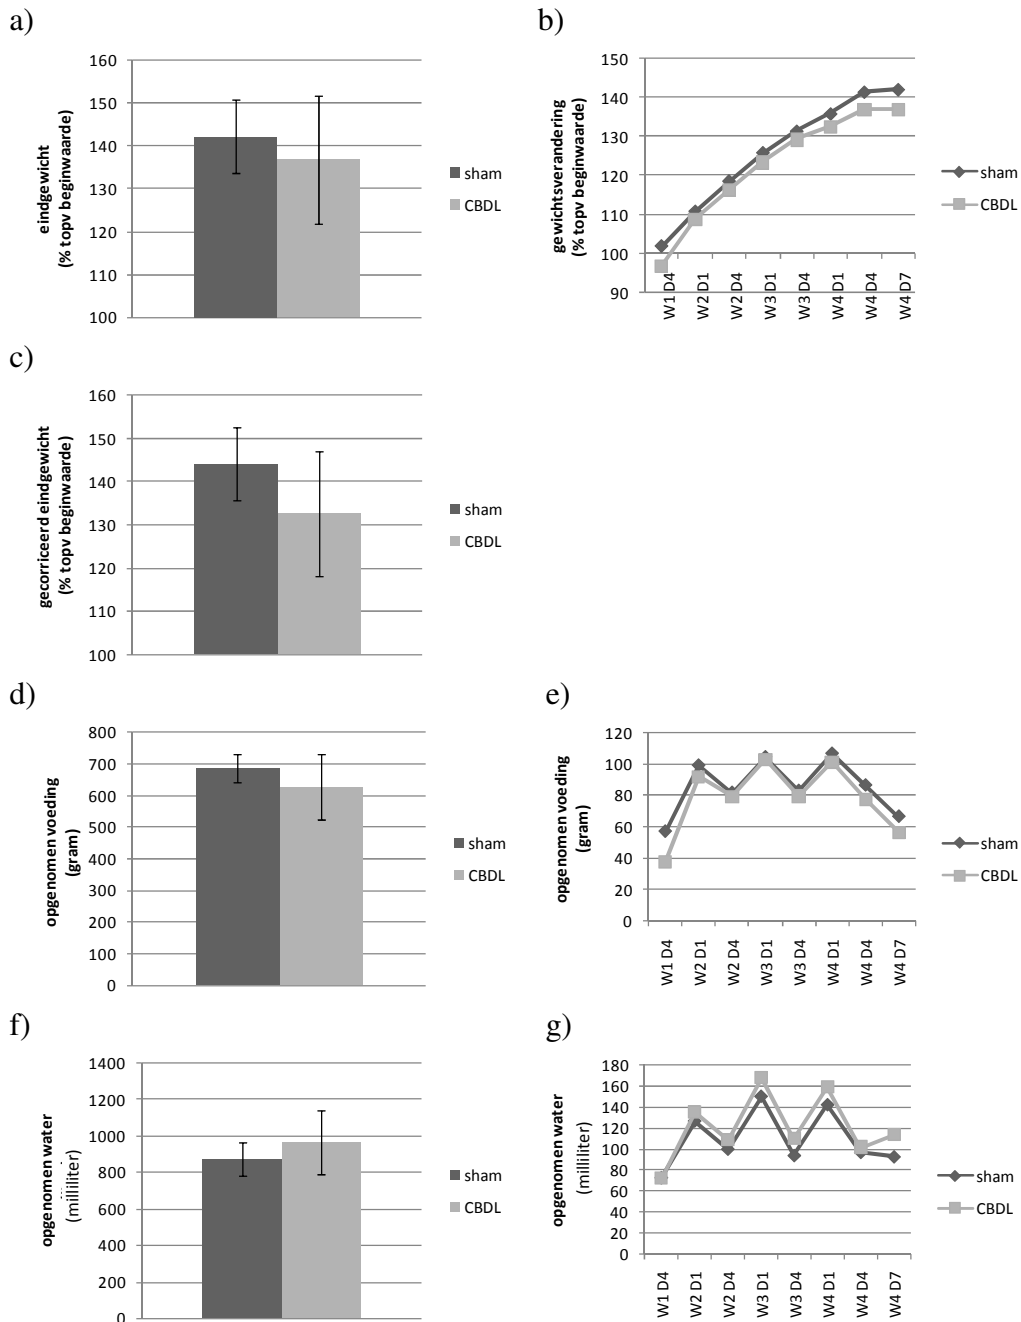 a)
160
150
140
130
120
110
100
eindgewicht
(% topv beginwaarde)
sham
CBDL
b)
150
140
130
120
110
100
90
gewichtsverandering
(% topv beginwaarde)
W1 D4
W2 D1
W2 D4
W3 D1
W3 D4
W4 D1
W4 D4
W4 D7
sham
CBDL
c)
160
150
140
130
120
110
100
gecorriceerd eindgewicht
(% topv beginwaarde)
sham
CBDL
d)
800
700
600
500
400
300
200
100
0
opgenomen voeding
(gram)
sham
CBDL
e)
120
100
80
60
40
20
0
opgenomen voeding
(gram)
W1 D4
W2 D1
W2 D4
W3 D1
W3 D4
W4 D1
W4 D4
W4 D7
sham
CBDL
f)
1400
1200
1000
800
600
400
200
0
opgenomen water
(milliliter)
sham
CBDL
g)
180
160
140
120
100
80
60
40
20
0
opgenomen water
(milliliter)
W1 D4
W2 D1
W2 D4
W3 D1
W3 D4
W4 D1
W4 D4
W4 D7
sham
CBDL